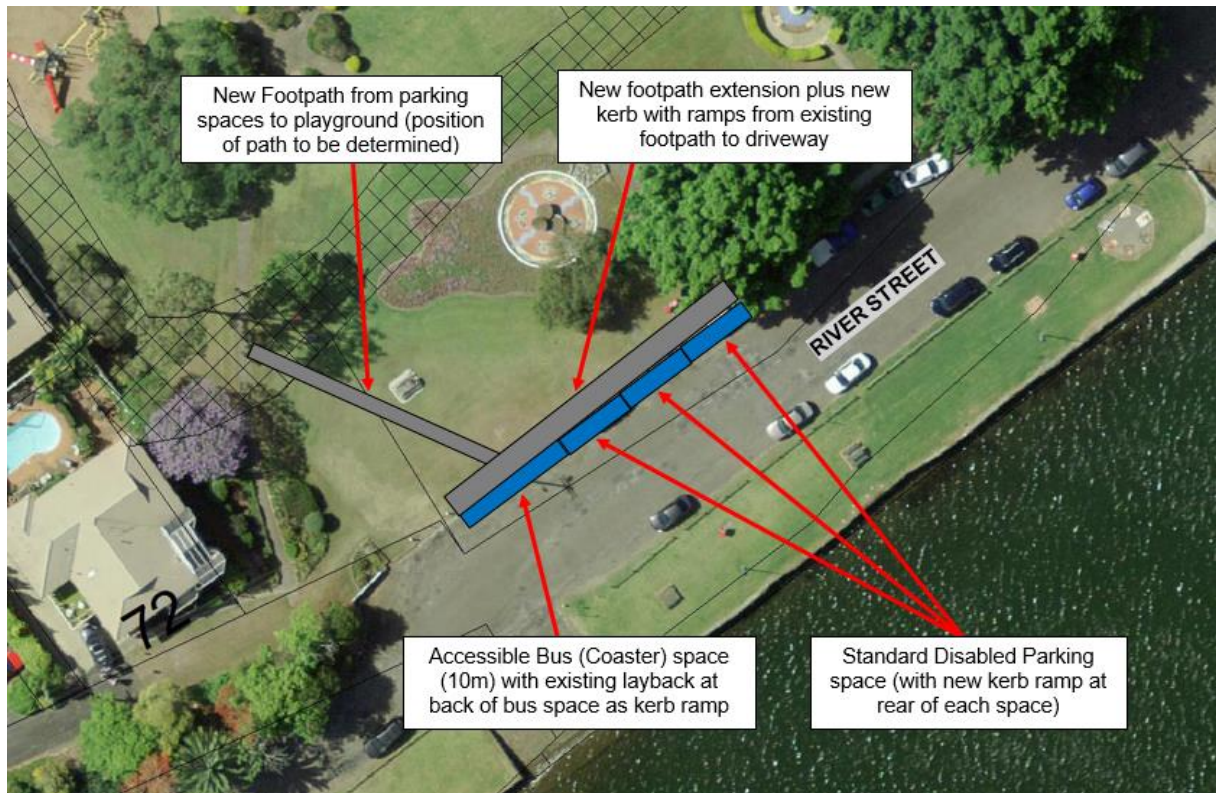 New Footpath from parking
spaces to playground (position
of path to be determined)
New footpath extension plus new
kerb with ramps from existing
footpath to driveway
RIVER STREET
72
Accessible Bus (Coaster) space
(10m) with existing layback at
back of bus space as kerb ramp
Standard Disabled Parking
space (with new kerb ramp at
rear of each space)